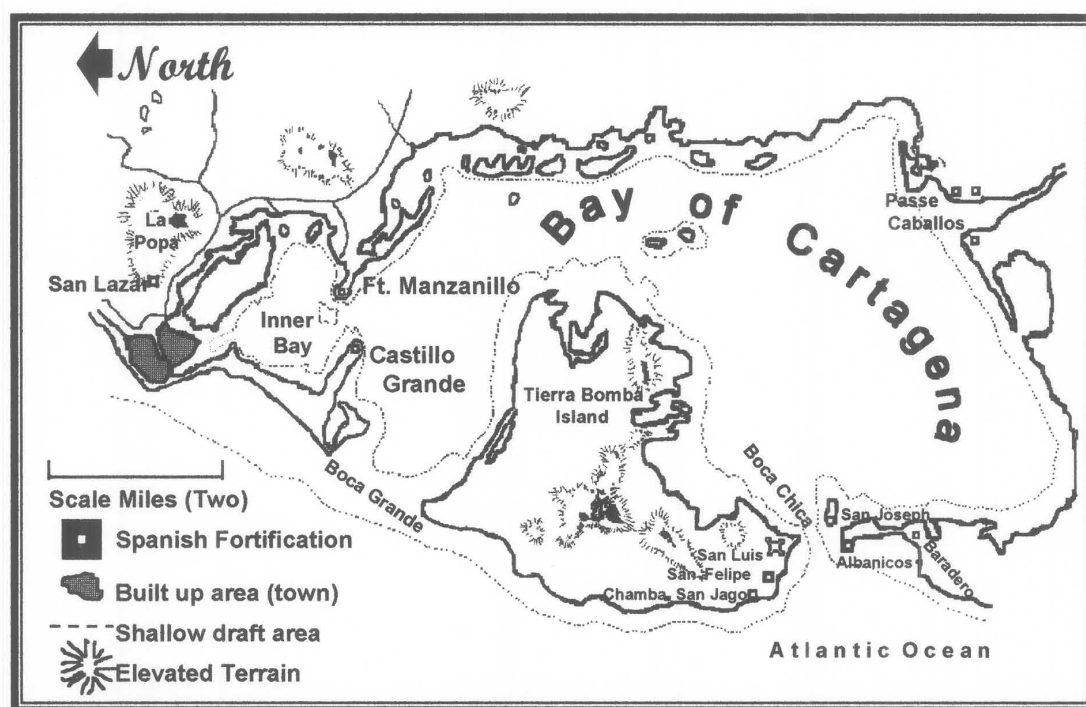 North
La
Popa
San Lazar
Ft. Manzanillo
Inner
Bay
Castillo
Grande
Bay of Cartagena
Passe
Caballos
Tierra Bomba
Island
Boca Grande
Boca Chica
San Joseph
San Luis
San Felipe
Chamba San Jago
Albanicos
Baradero
Atlantic Ocean
Scale Miles (Two)
Spanish Fortification
Built up area (town)
Shallow draft area
Elevated Terrain